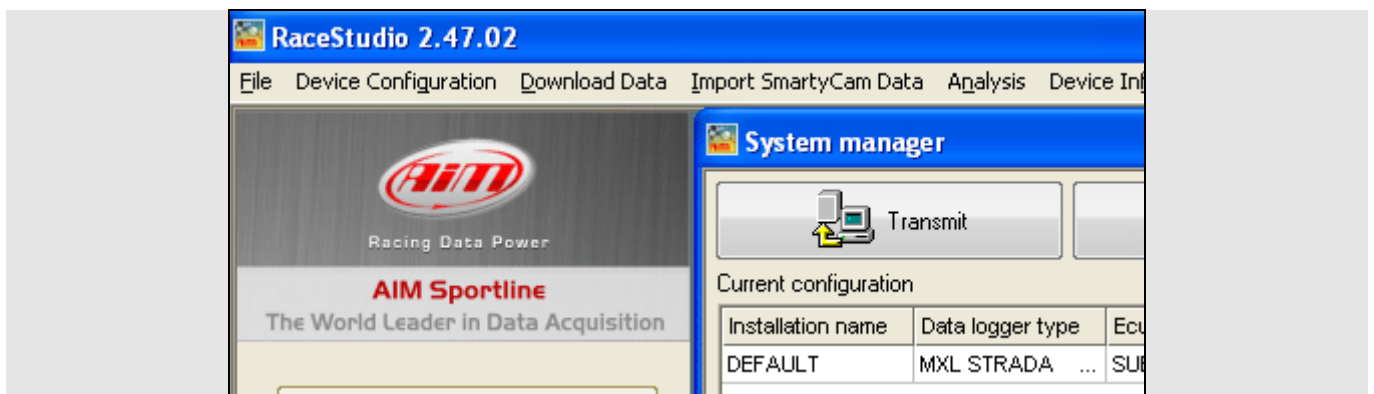 RaceStudio 2.47.02
File Device Configuration Download Data Import SmartyCam Data Analysis Device
System manager
AiM
Transmit
Racing Data Power
AIM Sportline
Current configuration
The World Leader in Data Acquisition
Installation name Data logger type Ecu
DEFAULT MXL STRADA ...